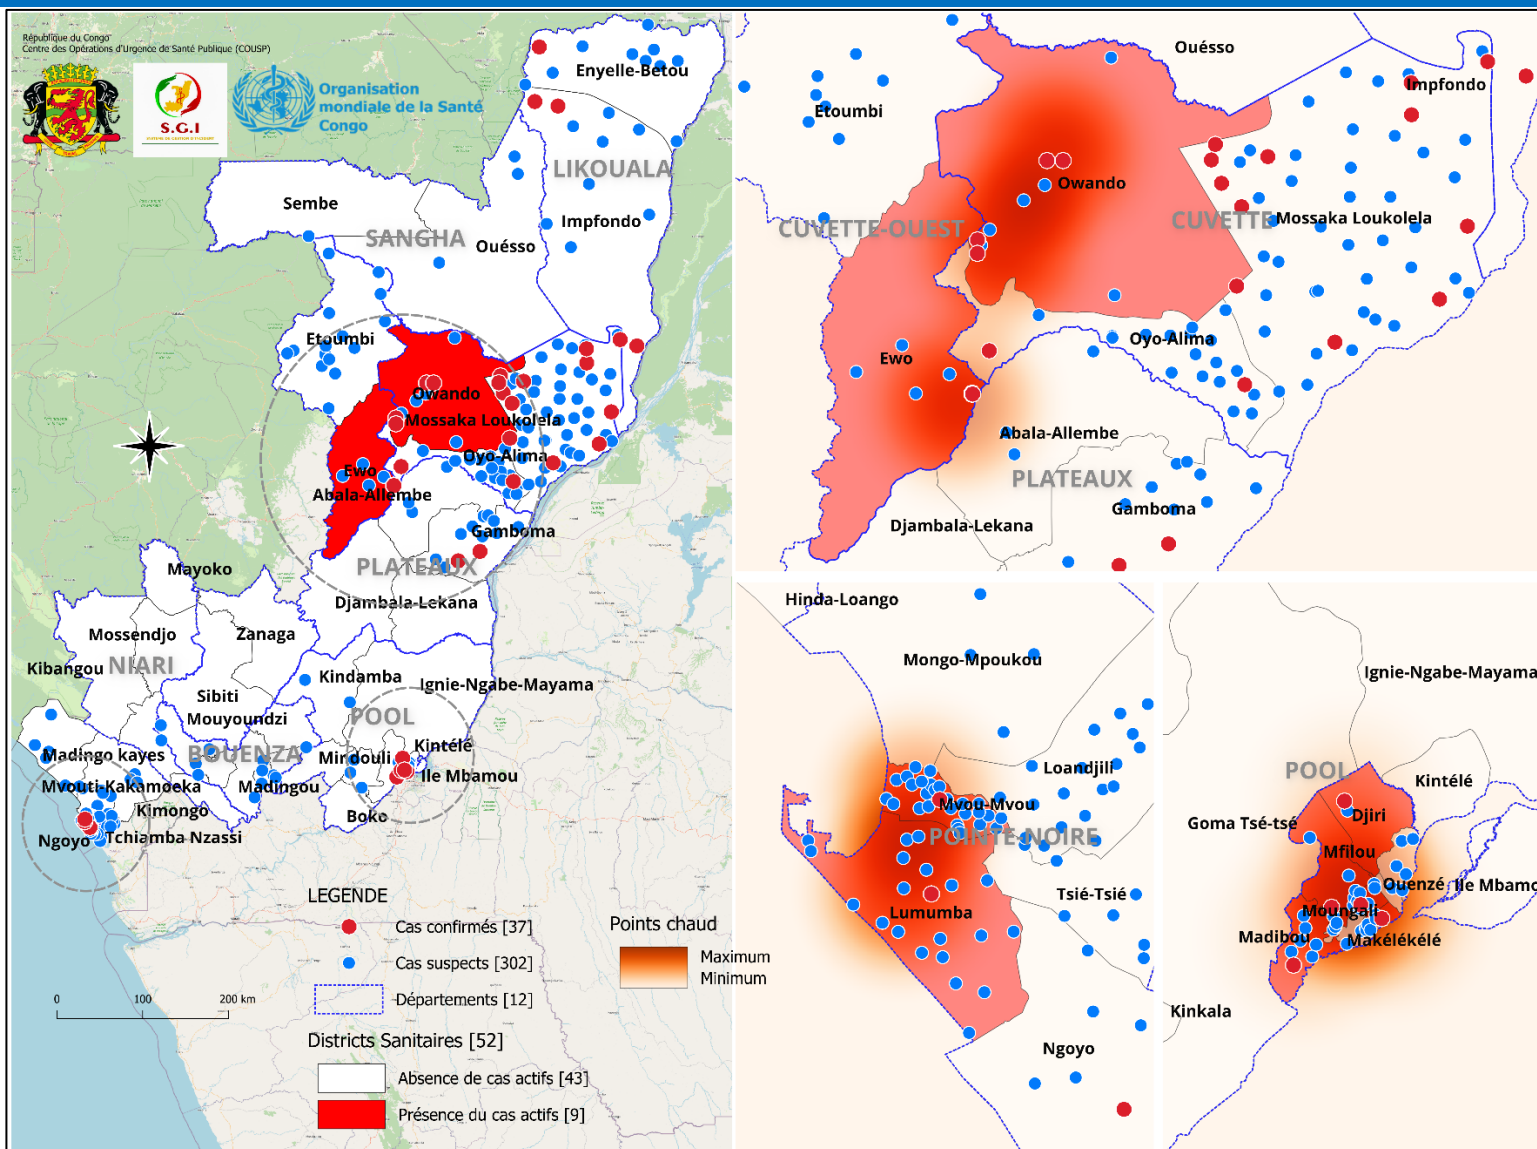 République du Congo
Centre des Opérations d'Urgence de Santé Publique (COUSP)
S.G.I
Organisation
mondiale de la Santé
Congo
Enyelle-Betou
LIKOUALA
Sembe
Impfondo
SANGHA
Ouésso
Etoumbi
Owando
Mossaka Loukolela
Oyo-Alima
Ewo
Abala-Allembe
Gamboma
PLATEAUX
Mayoko
Djambala-Lekana
Mossendjo
Zanaga
Kibangou
NIARI
Kindamba
Ignie-Ngabe-Mayama
Sibiti
Mouyoundzi
POOL
BOUENZA
Kintélé
Madingo kayes
Mindouli
Ile Mbamou
Mvouti-Kakamoeka
Madingou
Kimongo
Boko
Ngoyo
Tchiamba Nzassi
LEGENDE
Cas confirmés [37]
Cas suspects [302]
Départements [12]
Districts Sanitaires [52]
Absence de cas actifs [43]
Présence du cas actifs [9]
0 100 200 km
Points chaud
Maximum
Minimum
Ouésso
Impfondo
Etoumbi
Owando
CUVETTE-OUEST
CUVETTE
Mossaka Loukolela
Oyo-Alima
Ewo
Abala-Allembe
PLATEAUX
Gamboma
Djambala-Lekana
Hinda-Loango
Mongo-Mpoukou
Loandjili
Mvou-Mvou
POINTE-NOIRE
Tsié-Tsié
Lumumba
Ngoyo
Ignie-Ngabe-Mayama
POOL
Kintélé
Goma Tsé-tsé
Djiri
Mfilou
Ouenzé
Ile Mbamo
Moungali
Madibou
Makélékélé
Kinkala